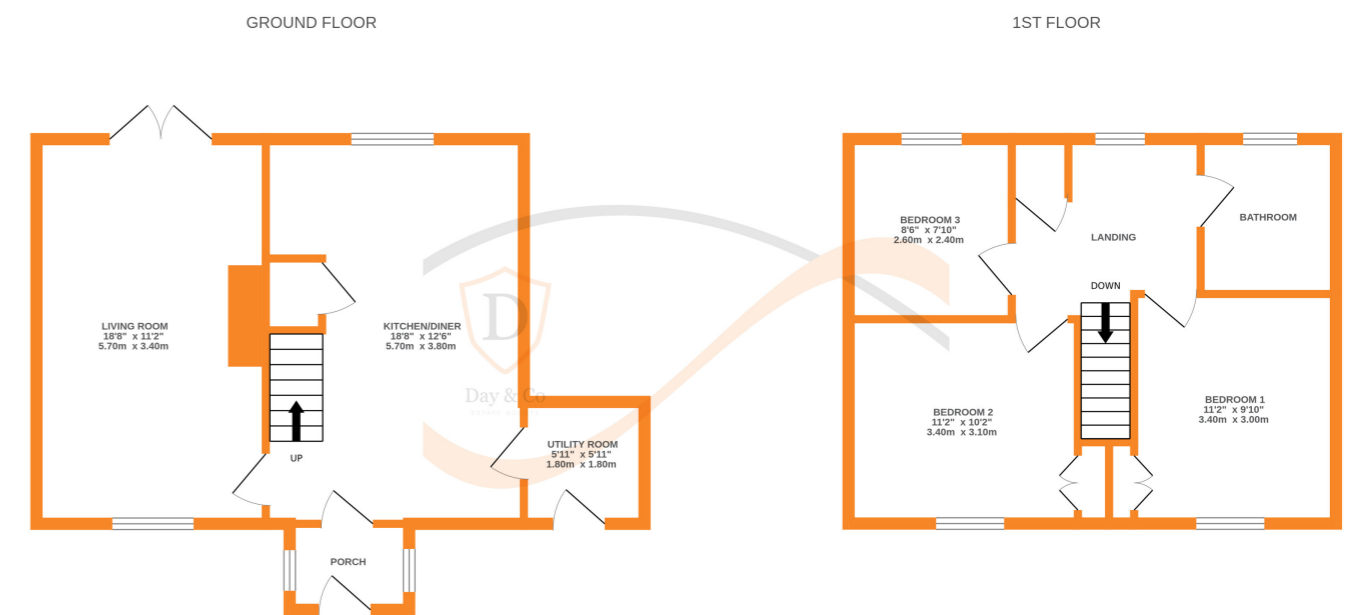 GROUND FLOOR
1ST FLOOR
LIVING ROOM
18'8" x 11'2"
5.70m x 3.40m
KITCHEN/DINER
18'8" x 12'6"
5.70m x 3.80m
UP
UTILITY ROOM
5'11" x 5'11"
1.80m x 1.80m
PORCH
D
Day & Co
ESTATE AGENTS
BEDROOM 3
8'6" x 7'10"
2.60m x 2.40m
LANDING
BATHROOM
DOWN
BEDROOM 2
11'2" x 10'2"
3.40m x 3.10m
BEDROOM 1
11'2" x 9'10"
3.40m x 3.00m